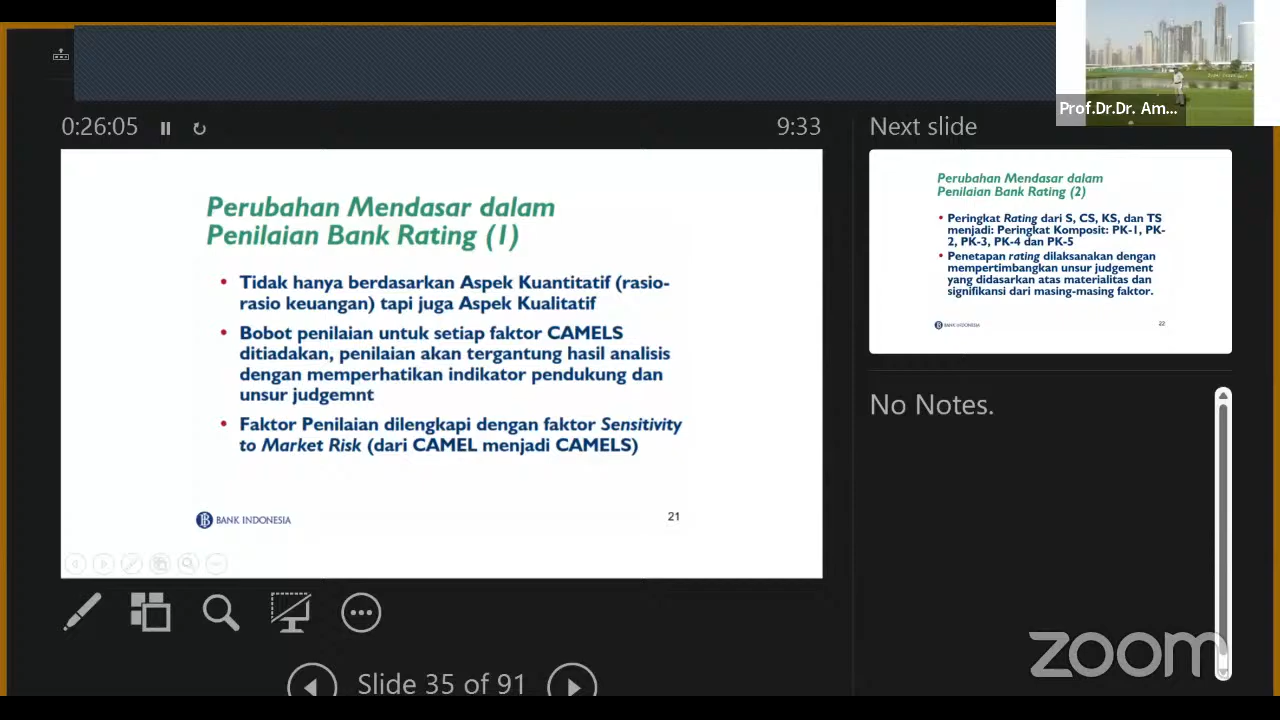 Prof.Dr.Dr. Am...
0:26:05
9:33
Next slide
Perubahan Mendasar dalam
Penilaian Bank Rating (1)
• Tidak hanya berdasarkan Aspek Kuantitatif (rasio-
rasio keuangan) tapi juga Aspek Kualitatif
• Bobot penilaian untuk setiap faktor CAMELS
ditiadakan, penilaian akan tergantung hasil analisis
dengan memperhatikan indikator pendukung dan
unsur judgemnt
• Faktor Penilaian dilengkapi dengan faktor Sensitivity
to Market Risk (dari CAMEL menjadi CAMELS)
BANK INDONESIA
21
Perubahan Mendasar dalam
Penilaian Bank Rating (2)
• Peringkat Rating dari S, CS, KS, dan TS
menjadi: Peringkat Komposit: PK-1, PK-
2, PK-3, PK-4 dan PK-5
• Penetapan rating dilaksanakan dengan
mempertimbangkan unsur judgement
yang didasarkan atas materialitas dan
signifikansi dari masing-masing faktor.
BANK INDONESIA
22
No Notes.
Slide 35 of 91
zoom